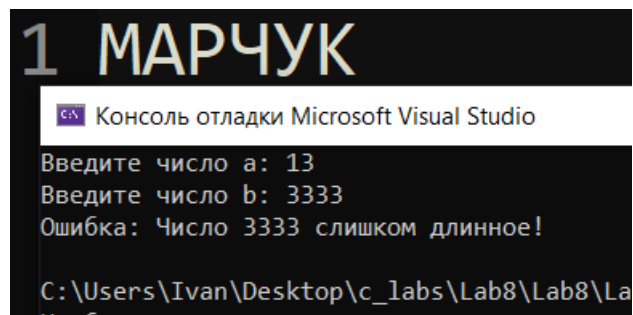 1 МАРЧУК
Консоль отладки Microsoft Visual Studio
Введите число a: 13
Введите число b: 3333
Ошибка: Число 3333 слишком длинное!
C:\Users\Ivan\Desktop\c_labs\Lab8\Lab8\La